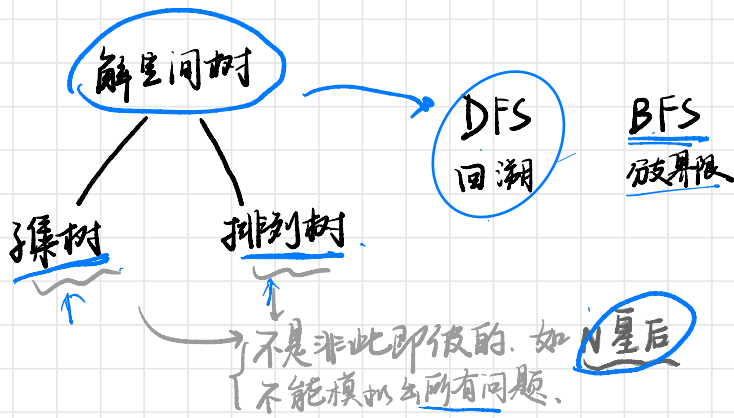 解空间树
DFS
回溯
BFS
分支界限
子集树
排列树
不是非此即彼的. 如 N皇后
不能模拟出所有问题.